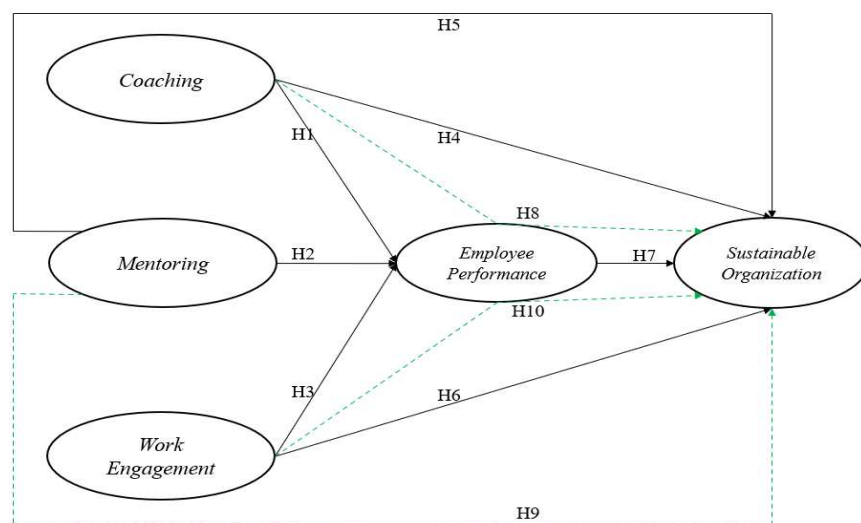 H5
Coaching
H1
H4
H8
Mentoring
H2
Employee
Performance
H7
Sustainable
Organization
H10
H3
H6
Work
Engagement
H9